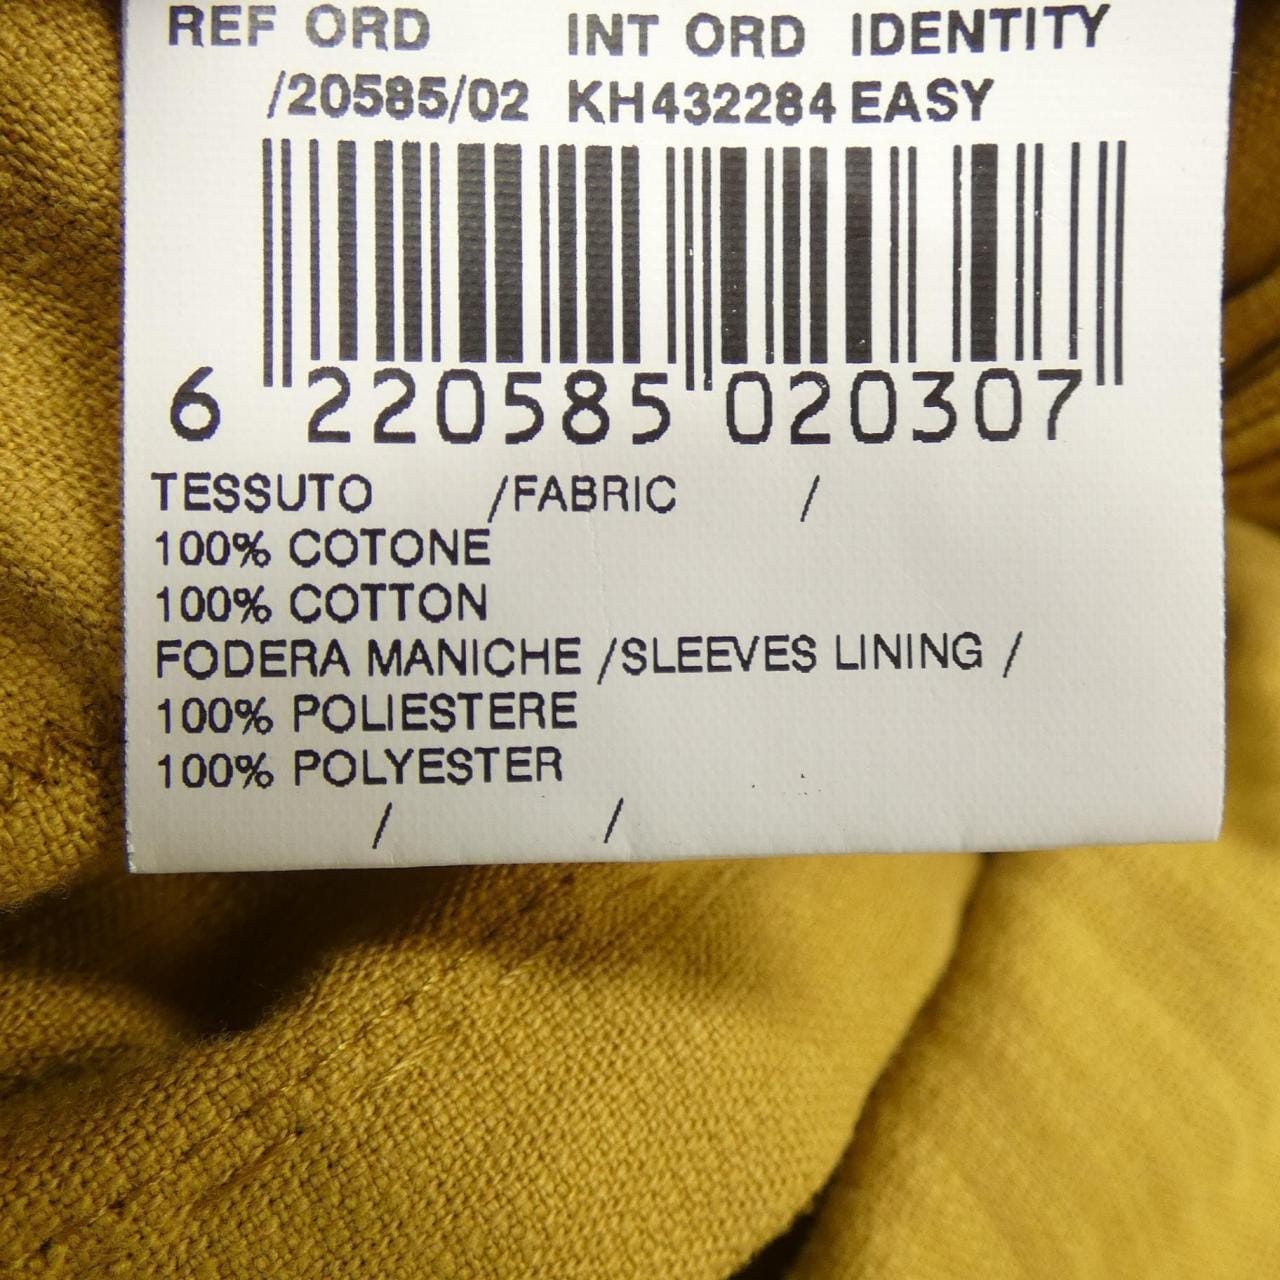 REF ORD INT ORD IDENTITY
/20585/02 KH432284 EASY
6 220585 020307
TESSUTO /FABRIC /
100% COTONE
100% COTTON
FODERA MANICHE /SLEEVES LINING /
100% POLIESTERE
100% POLYESTER
/ /